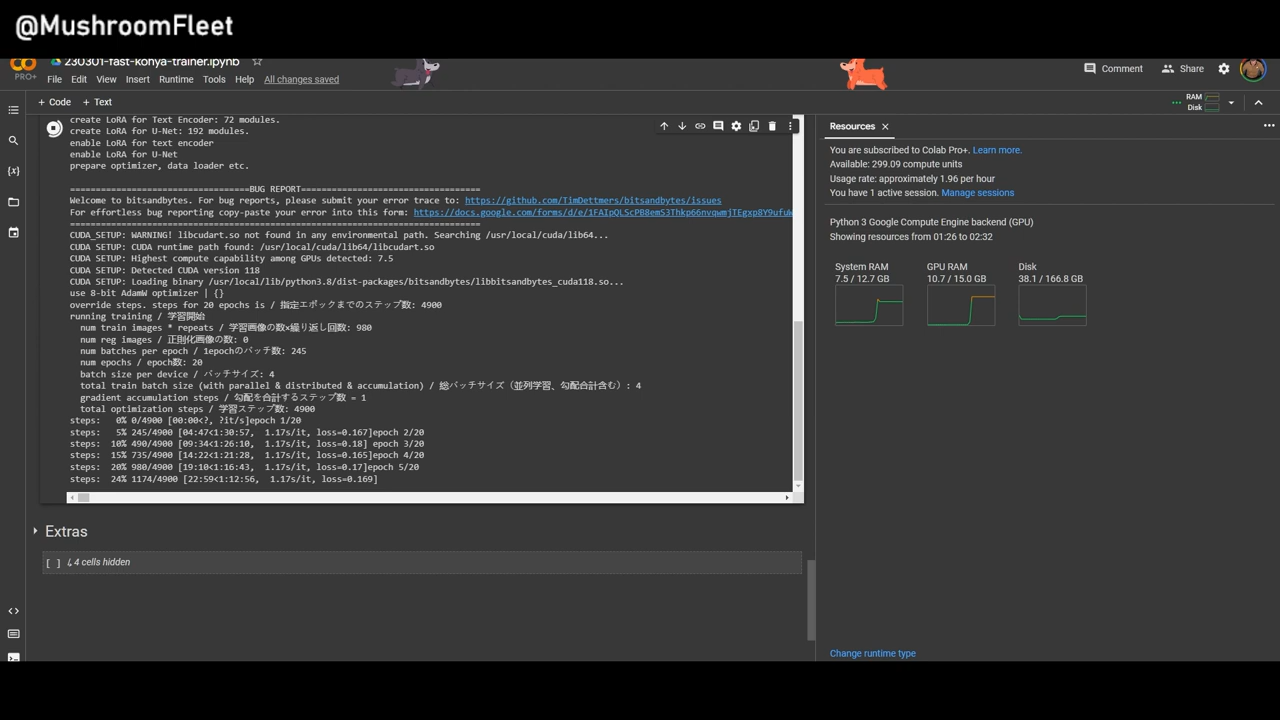 @MushroomFleet
PRO+
230301-fast-kohya-trainer.ipynb
File Edit View Insert Runtime Tools Help All changes saved
Comment Share
+ Code + Text
RAM
Disk
create LoRA for Text Encoder: 72 modules.
create LoRA for U-Net: 192 modules.
enable LoRA for text encoder
enable LoRA for U-Net
prepare optimizer, data loader etc.
===================================BUG REPORT===================================
Welcome to bitsandbytes. For bug reports, please submit your error trace to: https://github.com/TimDettmers/bitsandbytes/issues
For effortless bug reporting copy-paste your error into this form: https://docs.google.com/forms/d/e/1FAIpQLScPB8emS3Thkp66nvqwmjTEgxp8Y9ufuW
================================================================================
CUDA_SETUP: WARNING! libcudart.so not found in any environmental path. Searching /usr/local/cuda/lib64...
CUDA SETUP: CUDA runtime path found: /usr/local/cuda/lib64/libcudart.so
CUDA SETUP: Highest compute capability among GPUs detected: 7.5
CUDA SETUP: Detected CUDA version 118
CUDA SETUP: Loading binary /usr/local/lib/python3.8/dist-packages/bitsandbytes/libbitsandbytes_cuda118.so...
use 8-bit AdamW optimizer | {}
override steps. steps for 20 epochs is / 指定エポックまでのステップ数: 4900
running training / 学習開始
num train images * repeats / 学習画像の数×繰り返し回数: 980
num reg images / 正則化画像の数: 0
num batches per epoch / 1epochのバッチ数: 245
num epochs / epoch数: 20
batch size per device / バッチサイズ: 4
total train batch size (with parallel & distributed & accumulation) / 総バッチサイズ（並列学習、勾配合計含む）: 4
gradient accumulation steps / 勾配を合計するステップ数 = 1
total optimization steps / 学習ステップ数: 4900
steps: 0% 0/4900 [00:00<?, ?it/s]epoch 1/20
steps: 5% 245/4900 [04:47<1:30:57, 1.17s/it, loss=0.167]epoch 2/20
steps: 10% 490/4900 [09:34<1:26:10, 1.17s/it, loss=0.18] epoch 3/20
steps: 15% 735/4900 [14:22<1:21:28, 1.17s/it, loss=0.165]epoch 4/20
steps: 20% 980/4900 [19:10<1:16:43, 1.17s/it, loss=0.17]epoch 5/20
steps: 24% 1174/4900 [22:59<1:12:56, 1.17s/it, loss=0.169]
Extras
[ ] 4 cells hidden
Resources
You are subscribed to Colab Pro+. Learn more.
Available: 299.09 compute units
Usage rate: approximately 1.96 per hour
You have 1 active session. Manage sessions
Python 3 Google Compute Engine backend (GPU)
Showing resources from 01:26 to 02:32
System RAM GPU RAM Disk
7.5 / 12.7 GB 10.7 / 15.0 GB 38.1 / 166.8 GB
Change runtime type